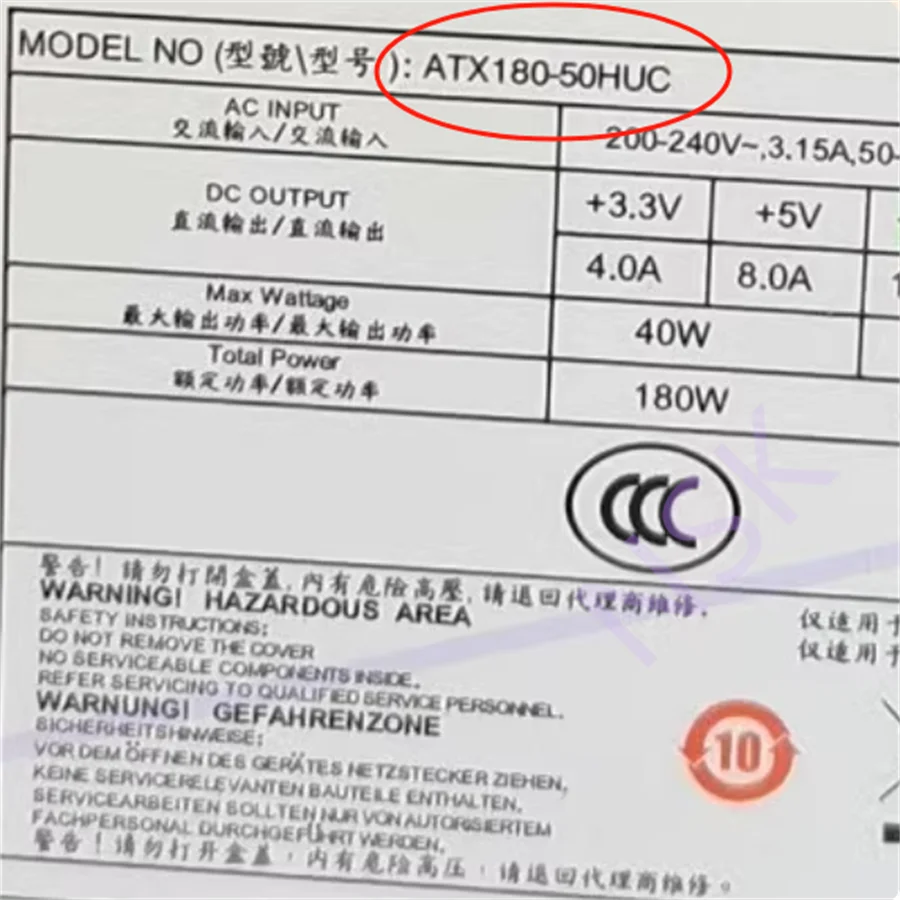 MODEL NO (型號\型号 ): ATX180-50HUC
AC INPUT
交流輸入/交流輸入
200-240V~,3.15A,50-
DC OUTPUT
直流輸出/直流輸出
+3.3V +5V
4.0A 8.0A
Max Wattage
最大輸出功率/最大輸出功率
40W
Total Power
額定功率/額定功率
180W
CCC
警告! 請勿打開盒蓋,內有危險高壓,請退回代理商維修。
WARNING! HAZARDOUS AREA
SAFETY INSTRUCTIONS:
DO NOT REMOVE THE COVER
NO SERVICEABLE COMPONENTS INSIDE.
REFER SERVICING TO QUALIFIED SERVICE PERSONNEL.
WARNUNG! GEFAHRENZONE
SICHERHEITSHINWEISE:
VOR DEM ÖFFNEN DES GERÄTES NETZSTECKER ZIEHEN,
KEINE SERVICERELEVANTEN BAUTEILE ENTHALTEN.
SERVICEARBEITEN SOLLTEN NUR VON AUTORISIERTEM
FACHPERSONAL DURCHGEFÜHRT WERDEN.
警告!请勿打开盒盖,内有危险高压,请退回代理商维修。
仅适用于
仅适用于
10